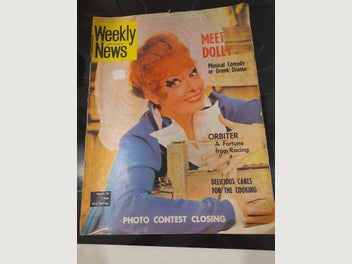 Weekly
News
MEET
DOLLY
Musical Comedy
or Greek Drama
ORBITER
A Fortune
from Racing
DELICIOUS CAKES
FOR THE COOKING
PHOTO CONTEST CLOSING